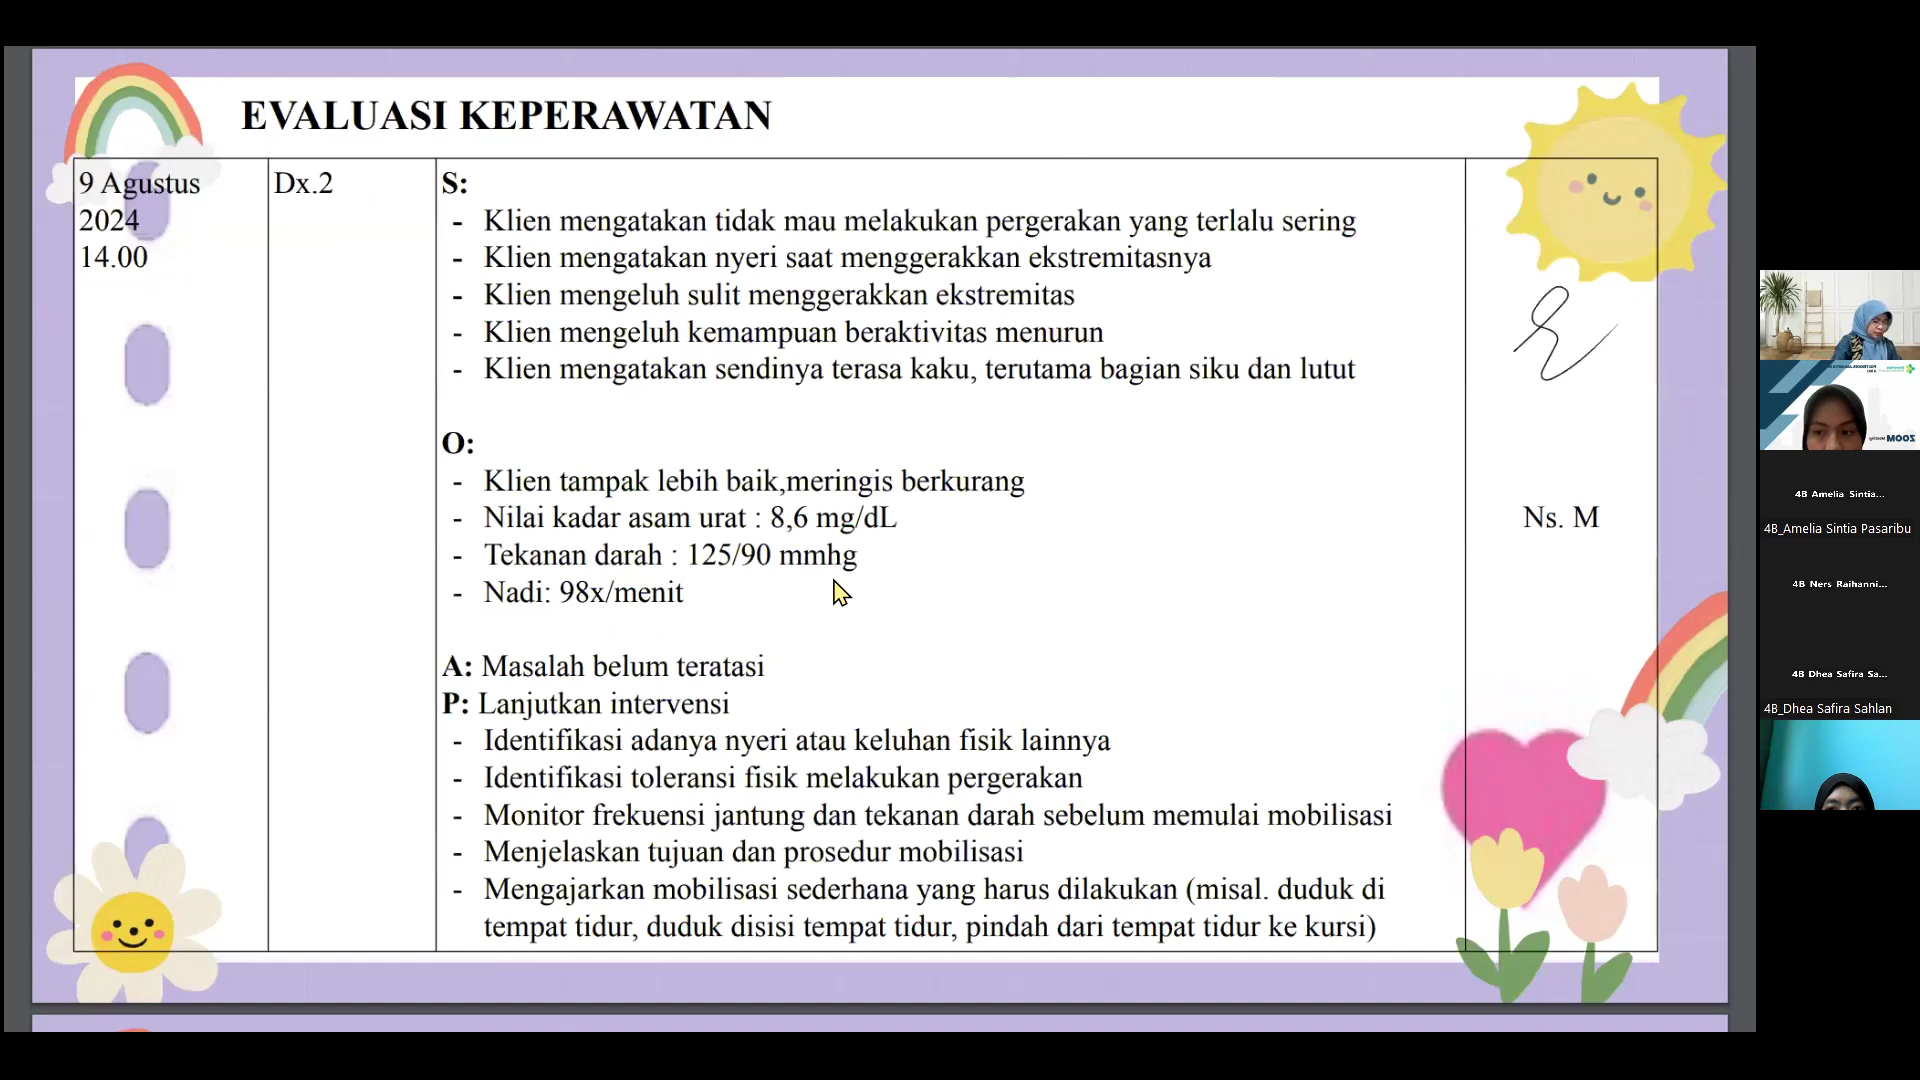 EVALUASI KEPERAWATAN
9 Agustus
2024
14.00
Dx.2
S:
- Klien mengatakan tidak mau melakukan pergerakan yang terlalu sering
- Klien mengatakan nyeri saat menggerakkan ekstremitasnya
- Klien mengeluh sulit menggerakkan ekstremitas
- Klien mengeluh kemampuan beraktivitas menurun
- Klien mengatakan sendinya terasa kaku, terutama bagian siku dan lutut
O:
- Klien tampak lebih baik,meringis berkurang
- Nilai kadar asam urat : 8,6 mg/dL
- Tekanan darah : 125/90 mmhg
- Nadi: 98x/menit
A: Masalah belum teratasi
P: Lanjutkan intervensi
- Identifikasi adanya nyeri atau keluhan fisik lainnya
- Identifikasi toleransi fisik melakukan pergerakan
- Monitor frekuensi jantung dan tekanan darah sebelum memulai mobilisasi
- Menjelaskan tujuan dan prosedur mobilisasi
- Mengajarkan mobilisasi sederhana yang harus dilakukan (misal. duduk di
tempat tidur, duduk disisi tempat tidur, pindah dari tempat tidur ke kursi)
Ns. M
ZOOM
4B Amelia Sintia...
4B_Amelia Sintia Pasaribu
4B Ners Raihanni...
4B Dhea Safira Sa...
4B_Dhea Safira Sahlan